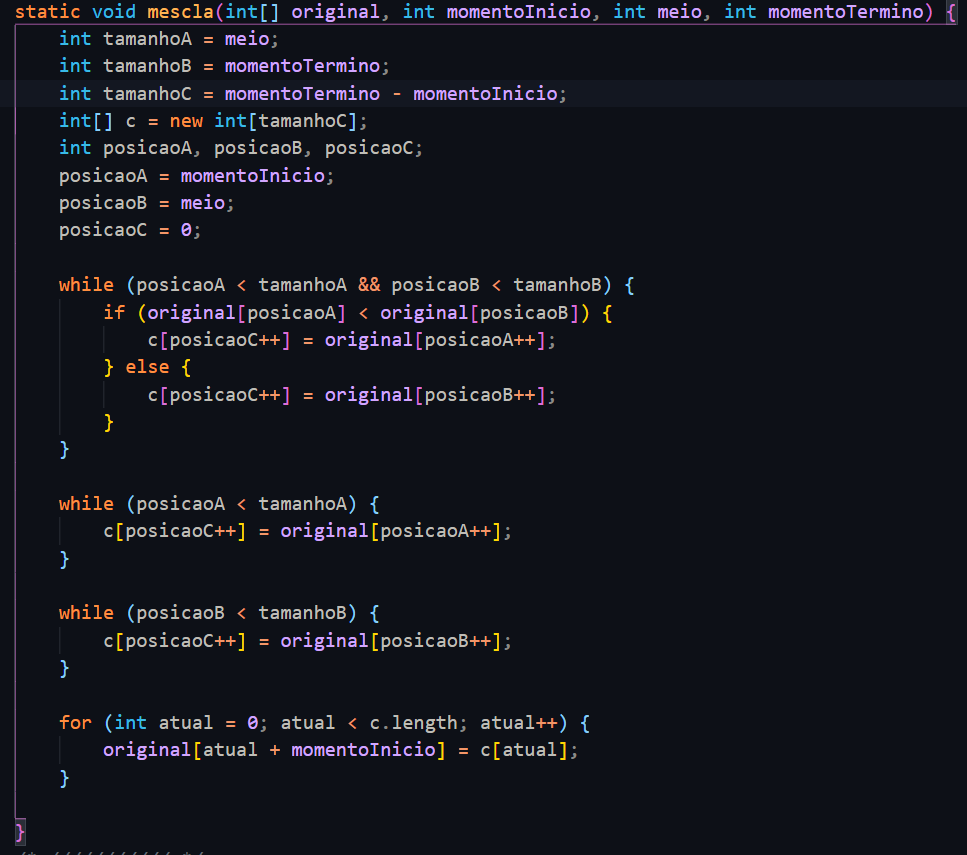 static void mescla(int[] original, int momentoInicio, int meio, int momentoTermino) {
    int tamanhoA = meio;
    int tamanhoB = momentoTermino;
    int tamanhoC = momentoTermino - momentoInicio;
    int[] c = new int[tamanhoC];
    int posicaoA, posicaoB, posicaoC;
    posicaoA = momentoInicio;
    posicaoB = meio;
    posicaoC = 0;

    while (posicaoA < tamanhoA && posicaoB < tamanhoB) {
        if (original[posicaoA] < original[posicaoB]) {
            c[posicaoC++] = original[posicaoA++];
        } else {
            c[posicaoC++] = original[posicaoB++];
        }
    }

    while (posicaoA < tamanhoA) {
        c[posicaoC++] = original[posicaoA++];
    }

    while (posicaoB < tamanhoB) {
        c[posicaoC++] = original[posicaoB++];
    }

    for (int atual = 0; atual < c.length; atual++) {
        original[atual + momentoInicio] = c[atual];
    }

}